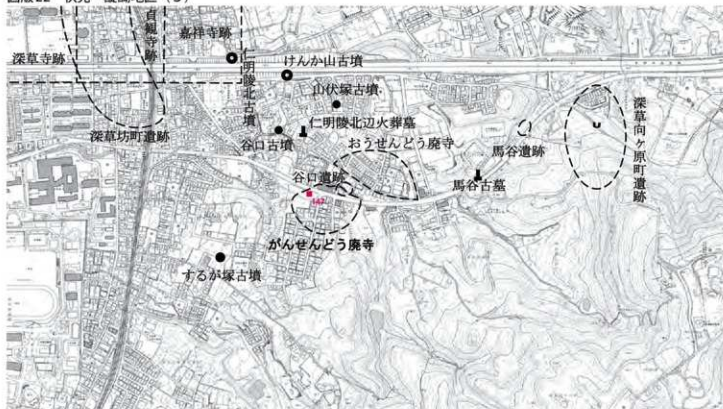 貞観寺跡
嘉祥寺跡
深草寺跡
仁明陵北古墳
けんか山古墳
山伏塚古墳
深草坊町遺跡
谷口古墳
仁明陵北辺火葬墓
おうせんどう廃寺
馬谷遺跡
深草向ヶ原町遺跡
谷口遺跡
馬谷古墓
がんせんどう廃寺
するが塚古墳